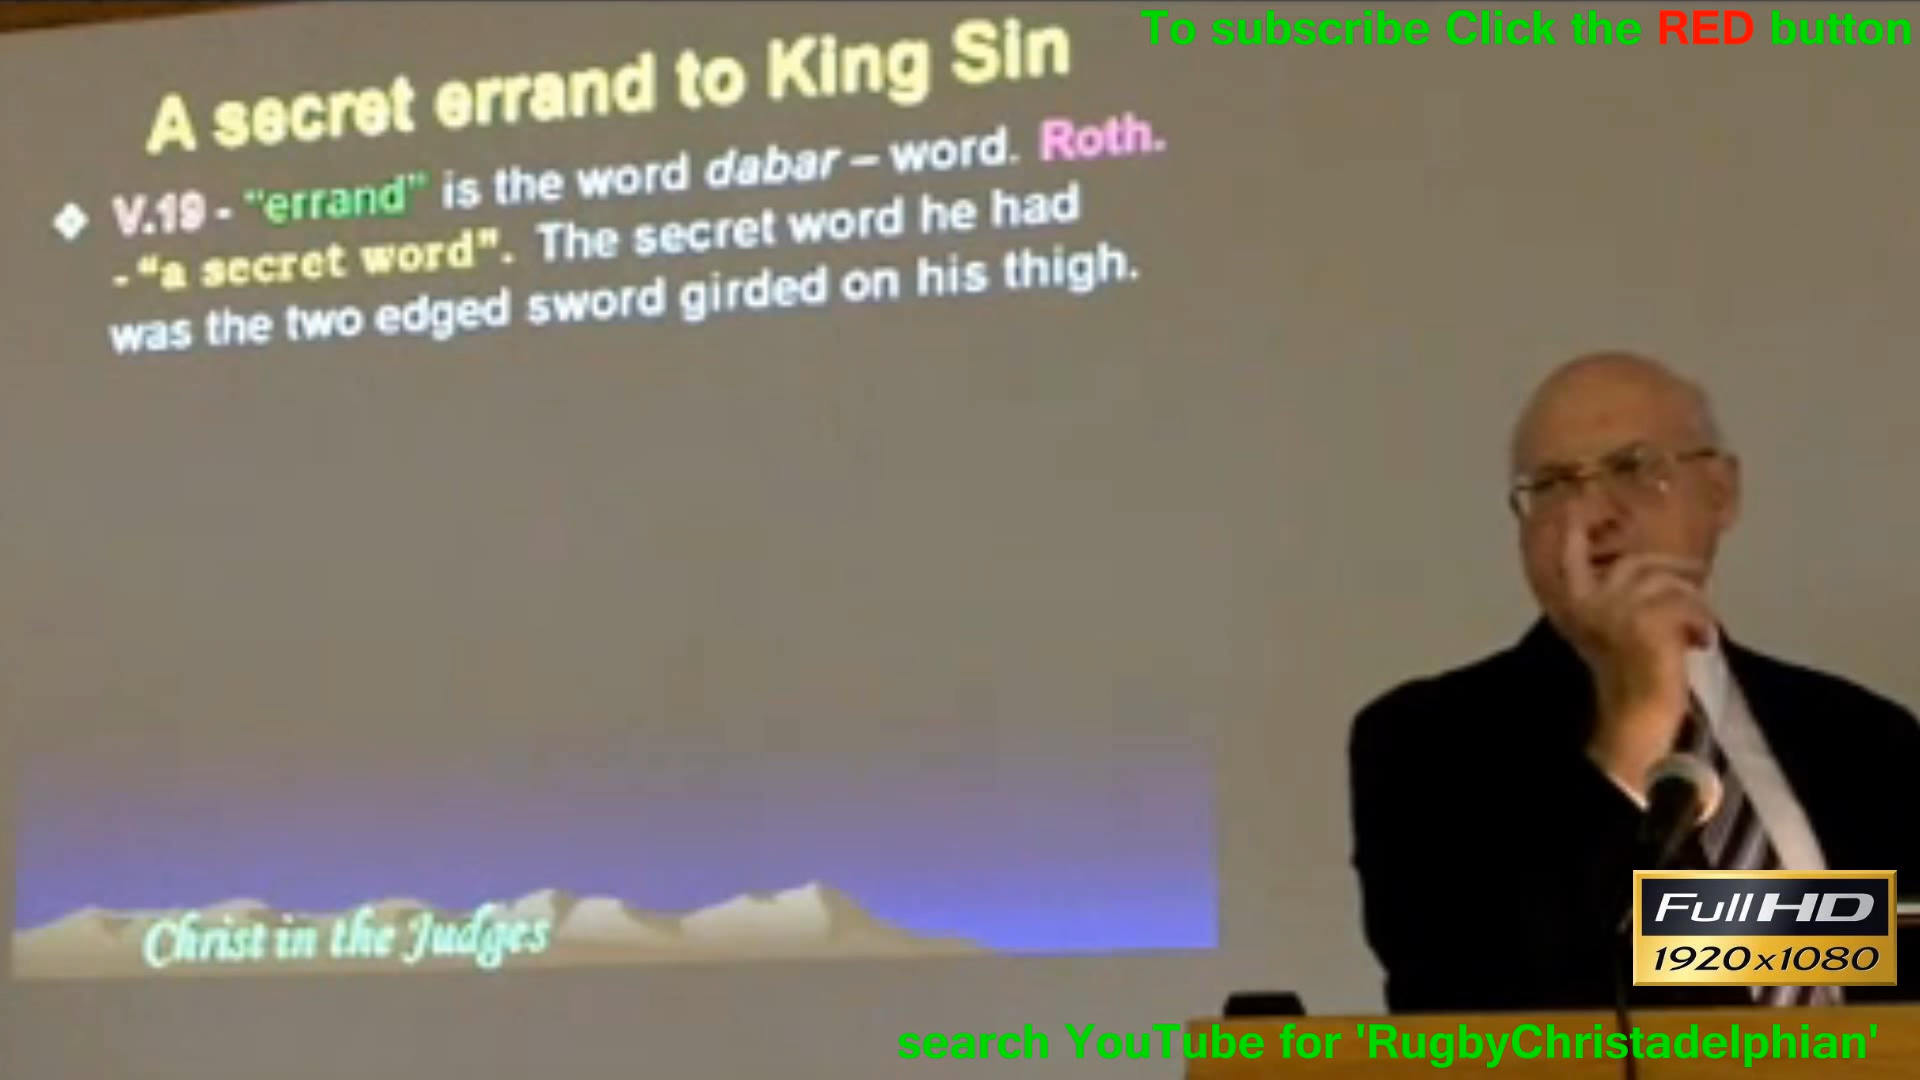 To subscribe Click the RED button
A secret errand to King Sin
V.19 - "errand" is the word dabar – word. Roth.
- "a secret word". The secret word he had
was the two edged sword girded on his thigh.
Christ in the Judges
Full HD
1920x1080
search YouTube for 'RugbyChristadelphian'